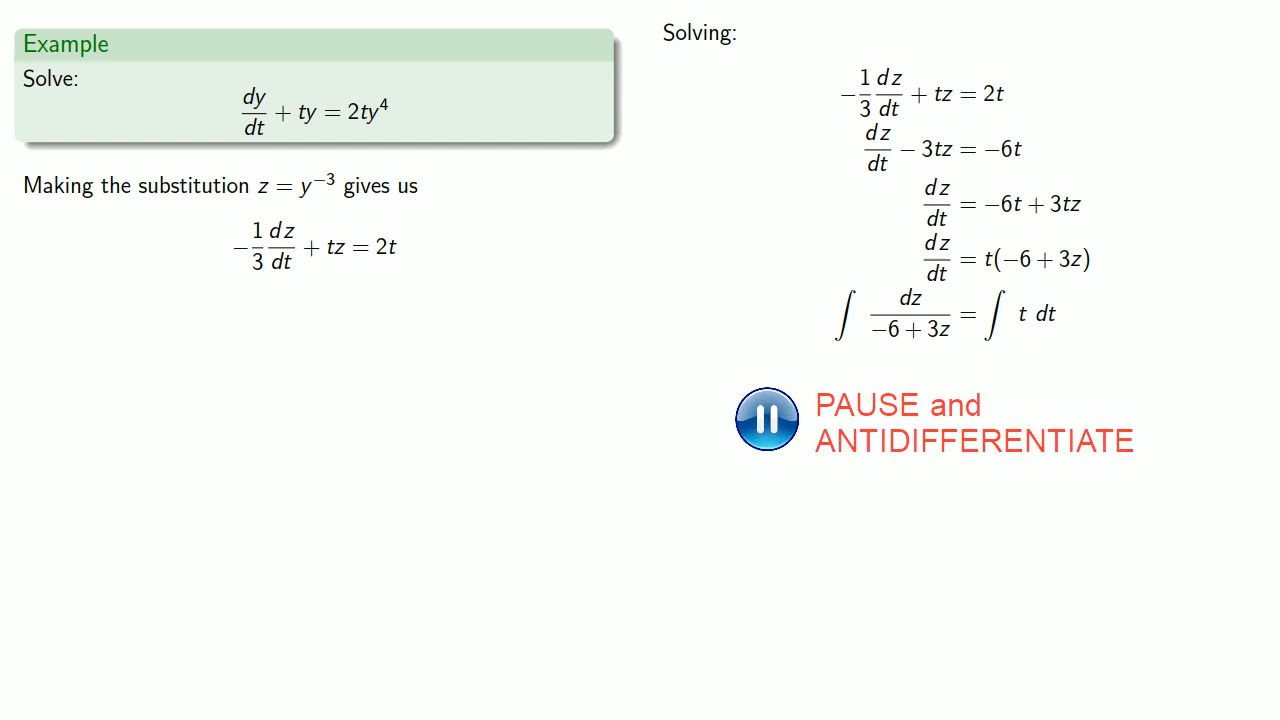 Example
Solve:
dy/dt + ty = 2ty⁴
Making the substitution z = y⁻³ gives us
−1/3 dz/dt + tz = 2t
Solving:
−1/3 dz/dt + tz = 2t
dz/dt − 3tz = −6t
dz/dt = −6t + 3tz
dz/dt = t(−6 + 3z)
∫ dz/(−6 + 3z) = ∫ t dt
PAUSE and
ANTIDIFFERENTIATE